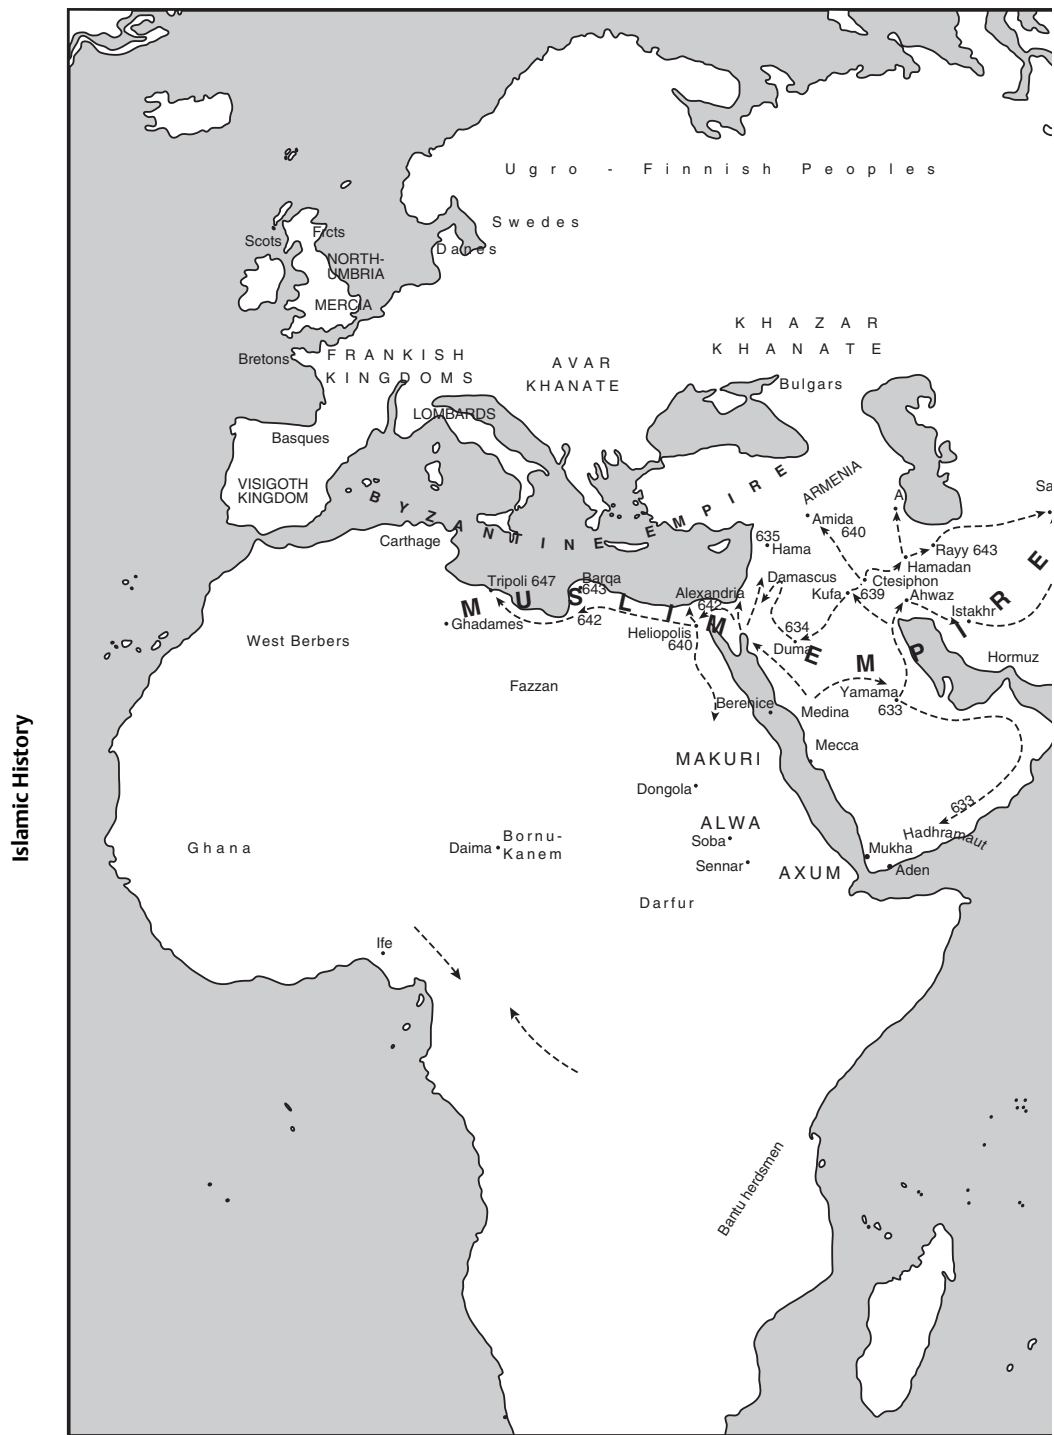 Islamic History
Ugro - Finnish Peoples
Swedes
Danes
Scots
Ficts
NORTH-
UMBRIA
MERCIA
Bretons
FRANKISH
KINGDOMS
AVAR
KHANATE
KHAZAR
KHANATE
Bulgars
LOMBARDS
Basques
VISIGOTH
KINGDOM
BYZANTINE EMPIRE
ARMENIA
A
Sa
Amida
640
635
Hama
Rayy 643
Hamadan
Carthage
Tripoli 647
Barqa
643
Alexandria
642
Damascus
Ctesiphon
Kufa
639
Ahwaz
Istakhr
MUSLIM EMPIRE
Ghadames
642
Heliopolis
640
634
Duma
Hormuz
West Berbers
Fazzan
Berenice
Medina
Yamama
633
Mecca
MAKURI
Dongola
633
Hadhramaut
ALWA
Soba
Sennar
AXUM
Mukha
Aden
Ghana
Daima
Bornu-
Kanem
Darfur
Ife
Bantu herdsmen